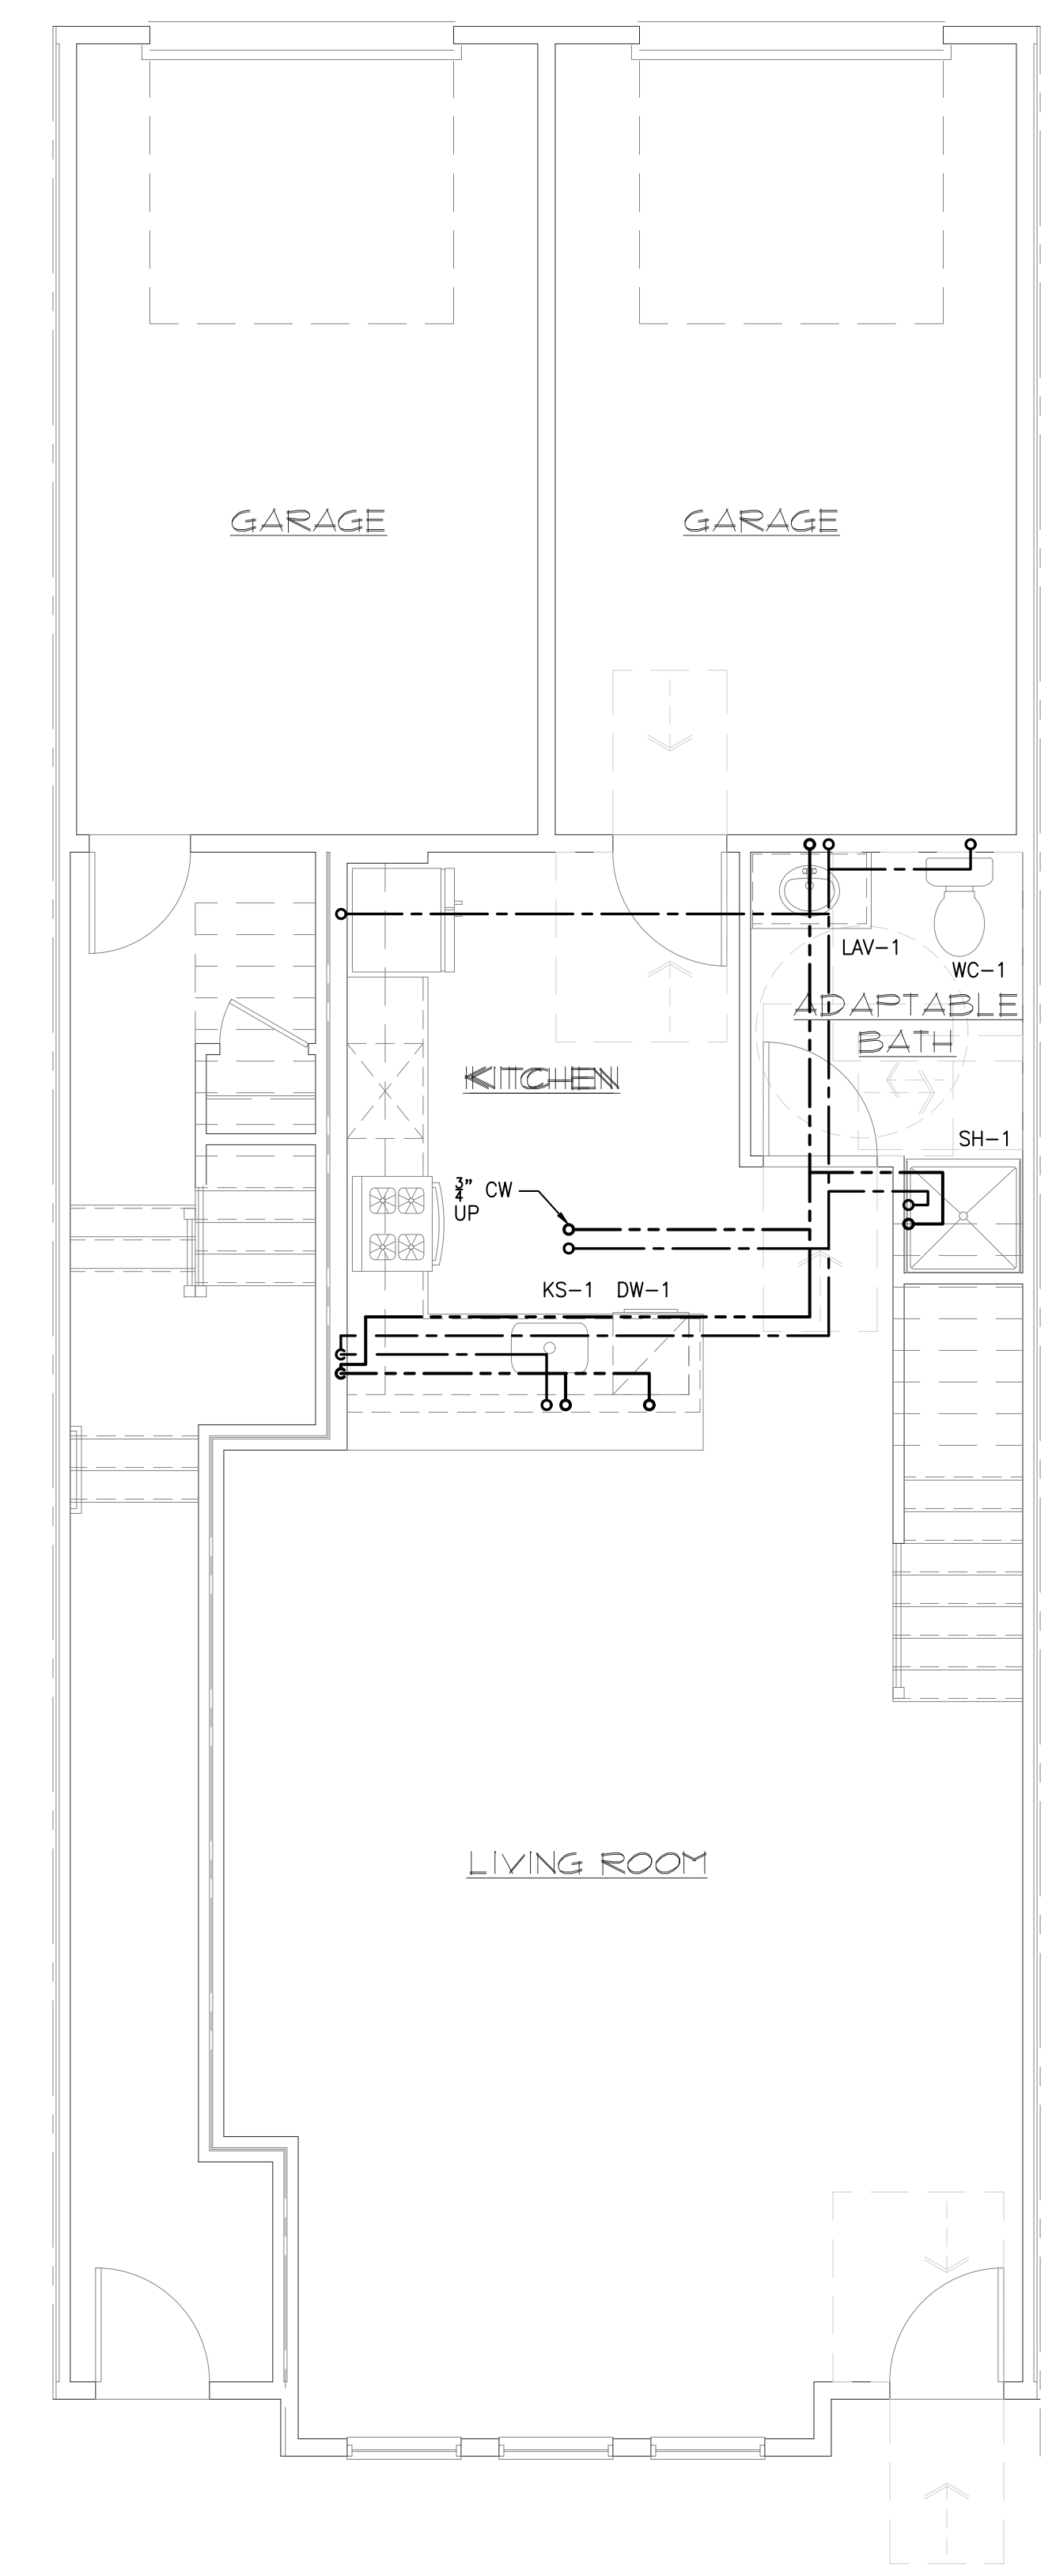 GARAGE
GARAGE
LAV-1
WC-1
ADAPTABLE
BATH
KITCHEN
SH-1
3/4" CW
UP
KS-1
DW-1
LIVING ROOM